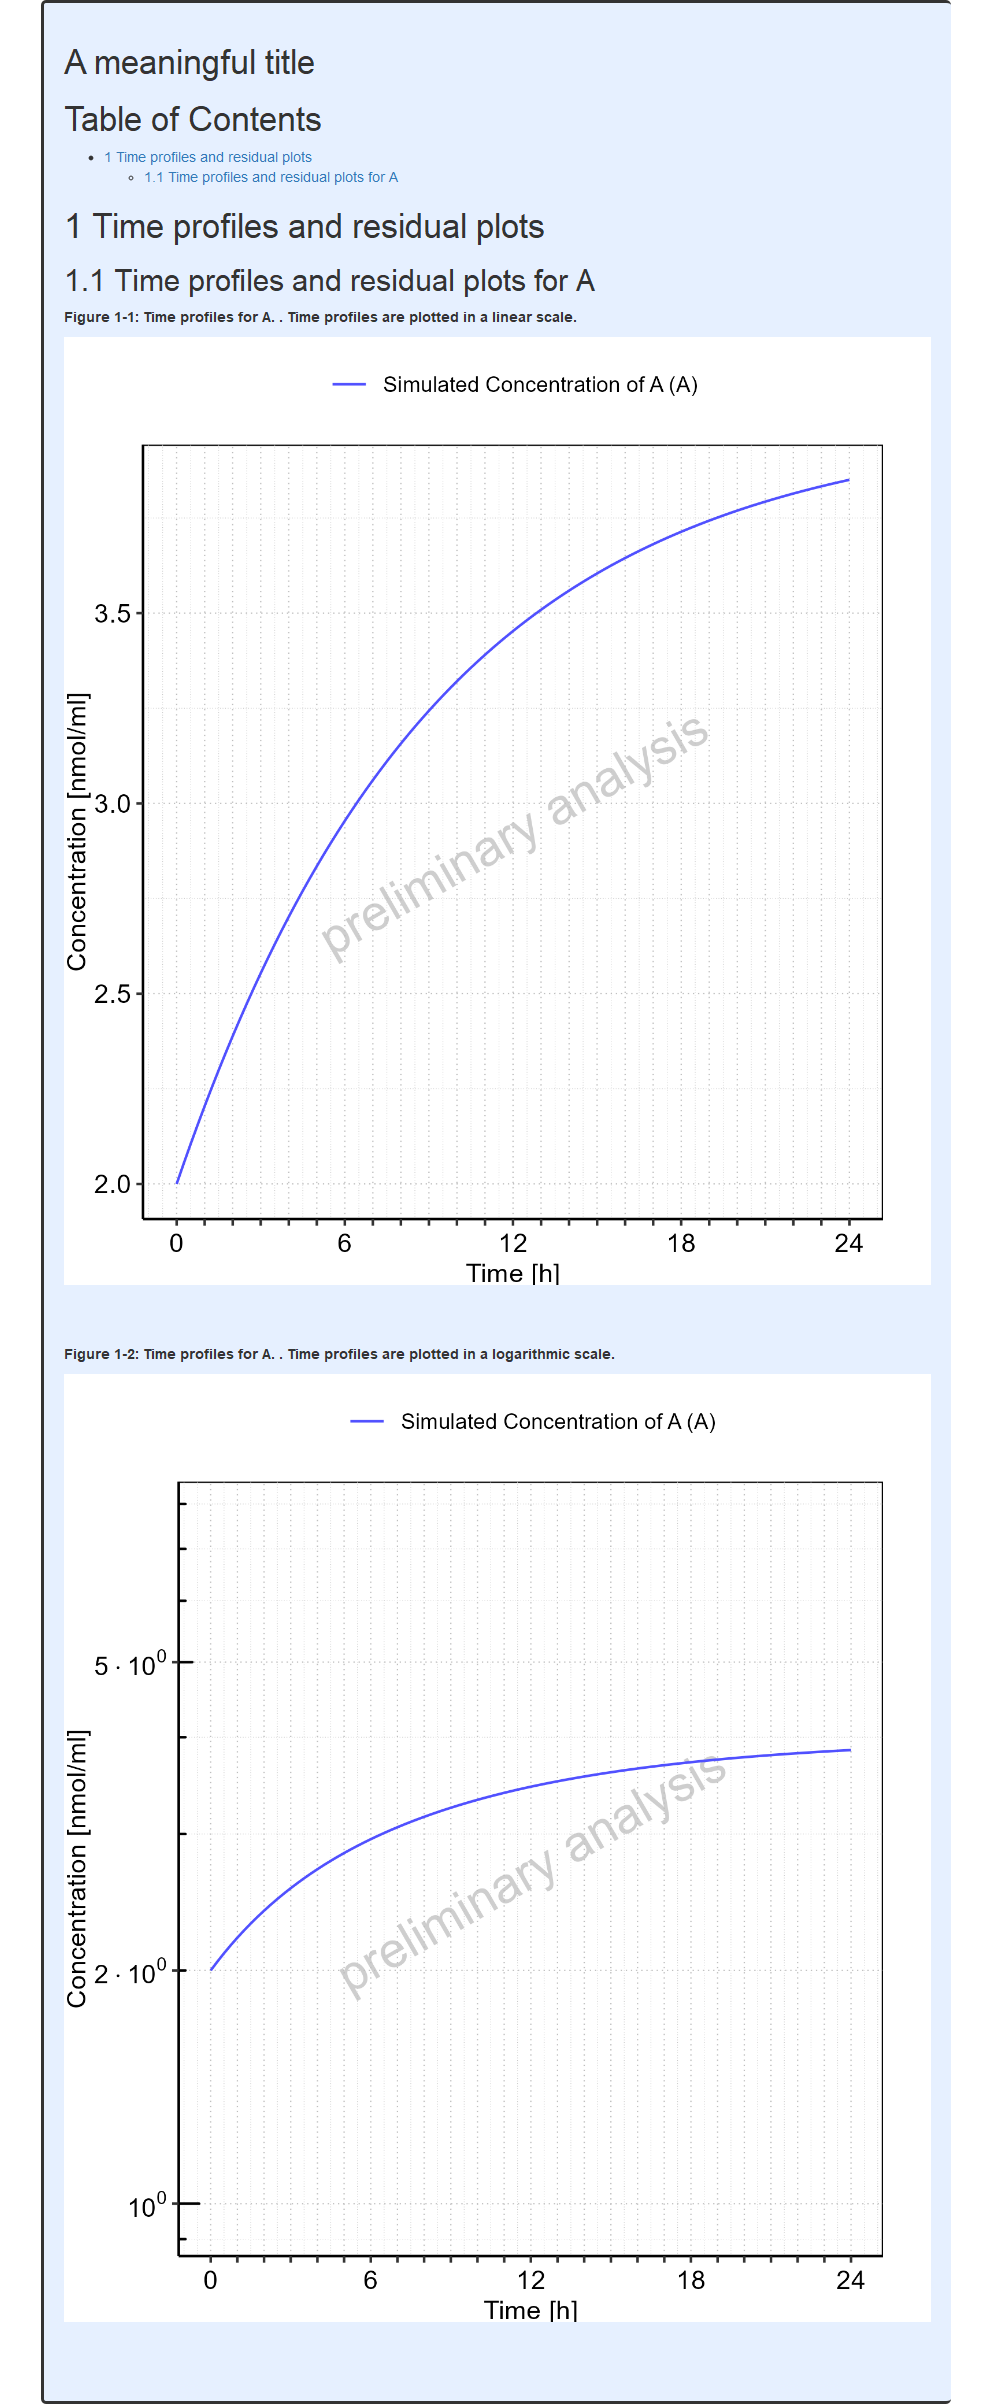 A meaningful title
Table of Contents
1 Time profiles and residual plots
1.1 Time profiles and residual plots for A
1 Time profiles and residual plots
1.1 Time profiles and residual plots for A
Figure 1-1: Time profiles for A. . Time profiles are plotted in a linear scale.
Simulated Concentration of A (A)
3.5
3.0
2.5
2.0
Concentration [nmol/ml]
preliminary analysis
0 6 12 18 24
Time [h]
Figure 1-2: Time profiles for A. . Time profiles are plotted in a logarithmic scale.
Simulated Concentration of A (A)
5 · 10⁰
2 · 10⁰
10⁰
Concentration [nmol/ml]
preliminary analysis
0 6 12 18 24
Time [h]